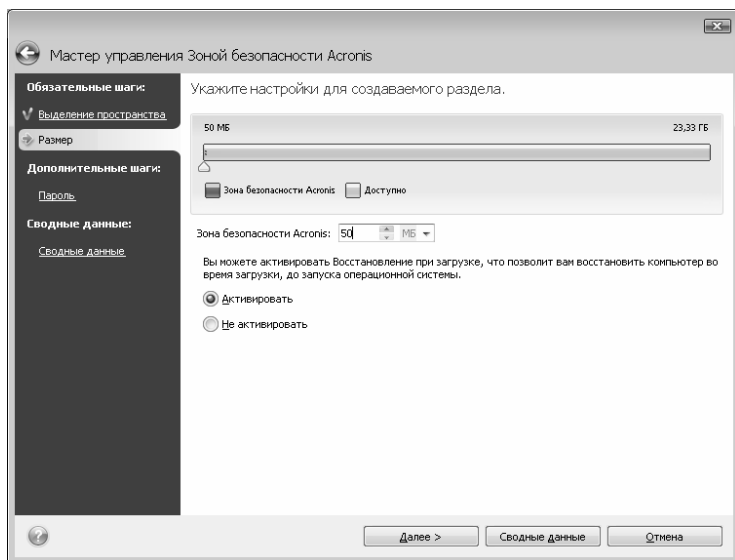 Мастер управления Зоной безопасности Acronis
Обязательные шаги:
Выделение пространства
Размер
Дополнительные шаги:
Пароль
Сводные данные:
Сводные данные
Укажите настройки для создаваемого раздела.
50 МБ 23,33 ГБ
Зона безопасности Acronis Доступно
Зона безопасности Acronis: 50 МБ
Вы можете активировать Восстановление при загрузке, что позволит вам восстановить компьютер во
время загрузки, до запуска операционной системы.
Активировать
Не активировать
? Далее > Сводные данные Отмена